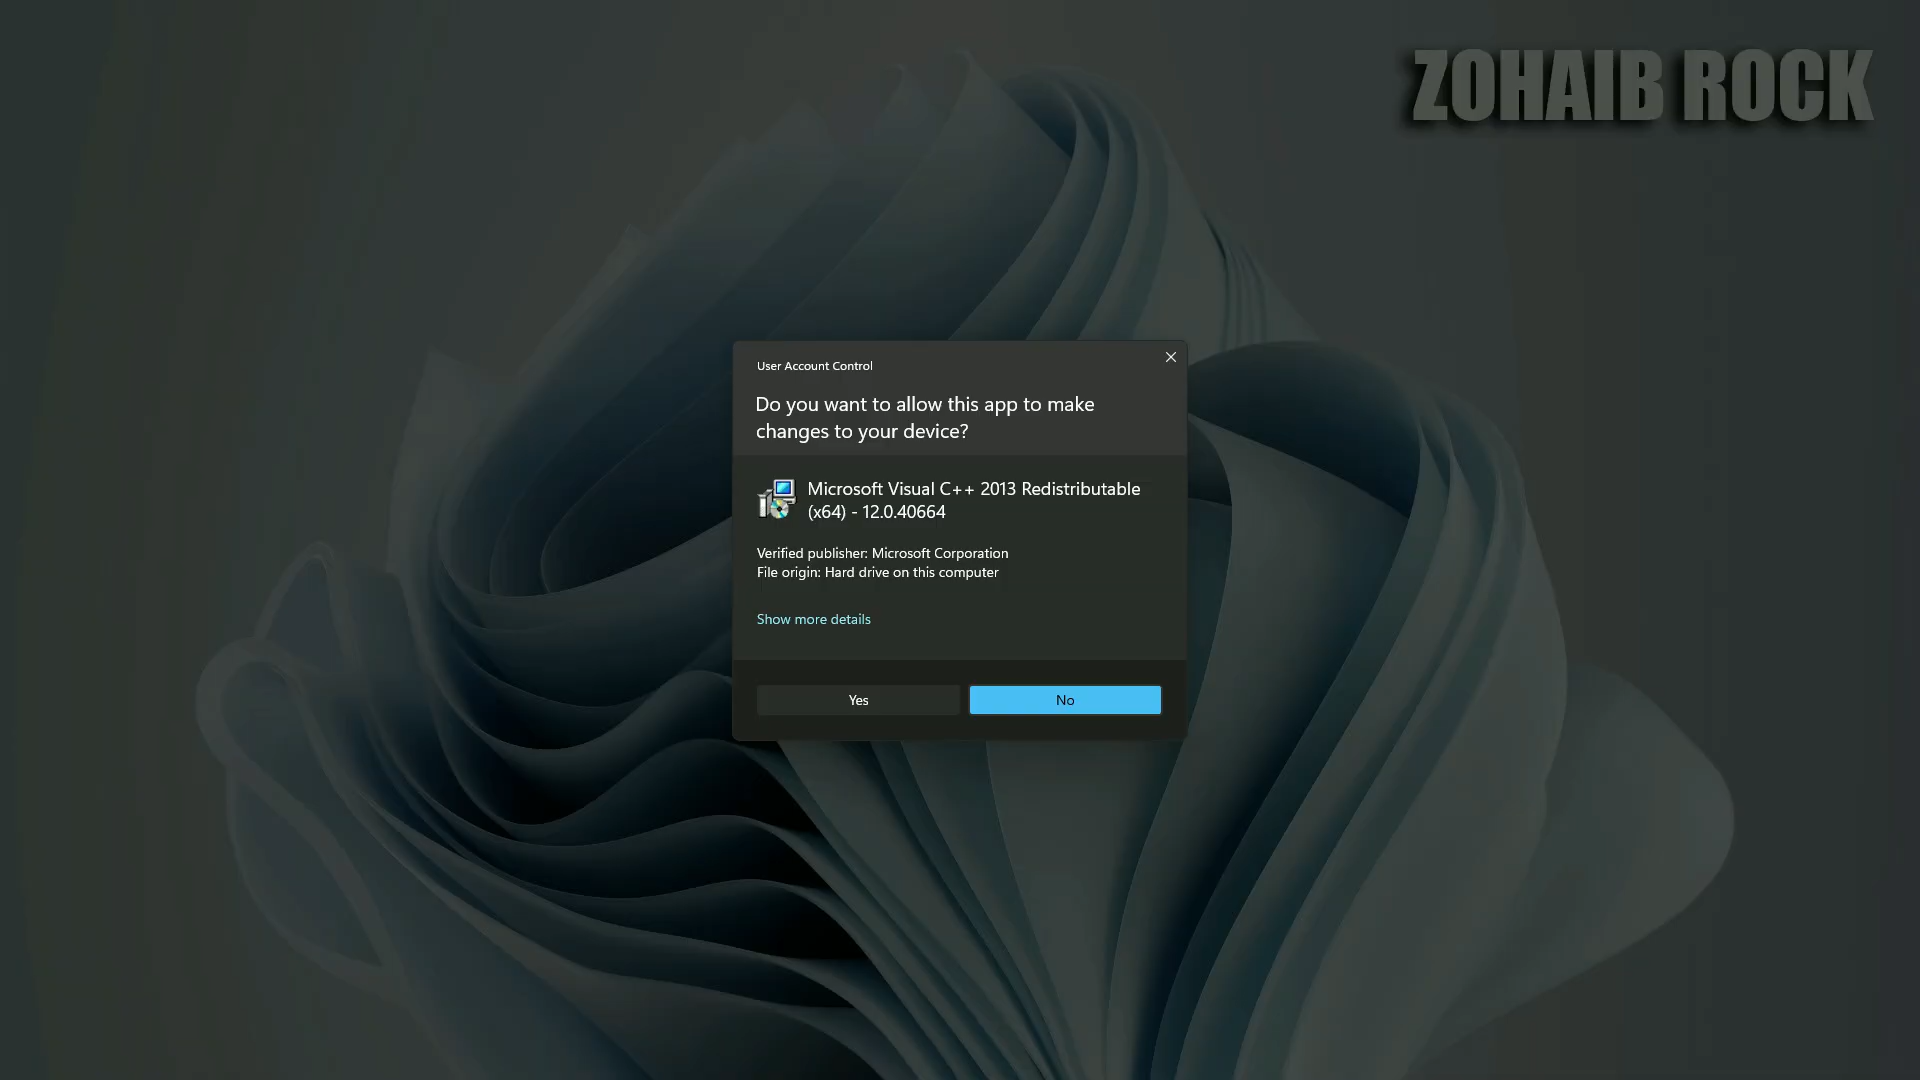 ZOHAIB ROCK
User Account Control
Do you want to allow this app to make
changes to your device?
Microsoft Visual C++ 2013 Redistributable
(x64) - 12.0.40664
Verified publisher: Microsoft Corporation
File origin: Hard drive on this computer
Show more details
Yes
No